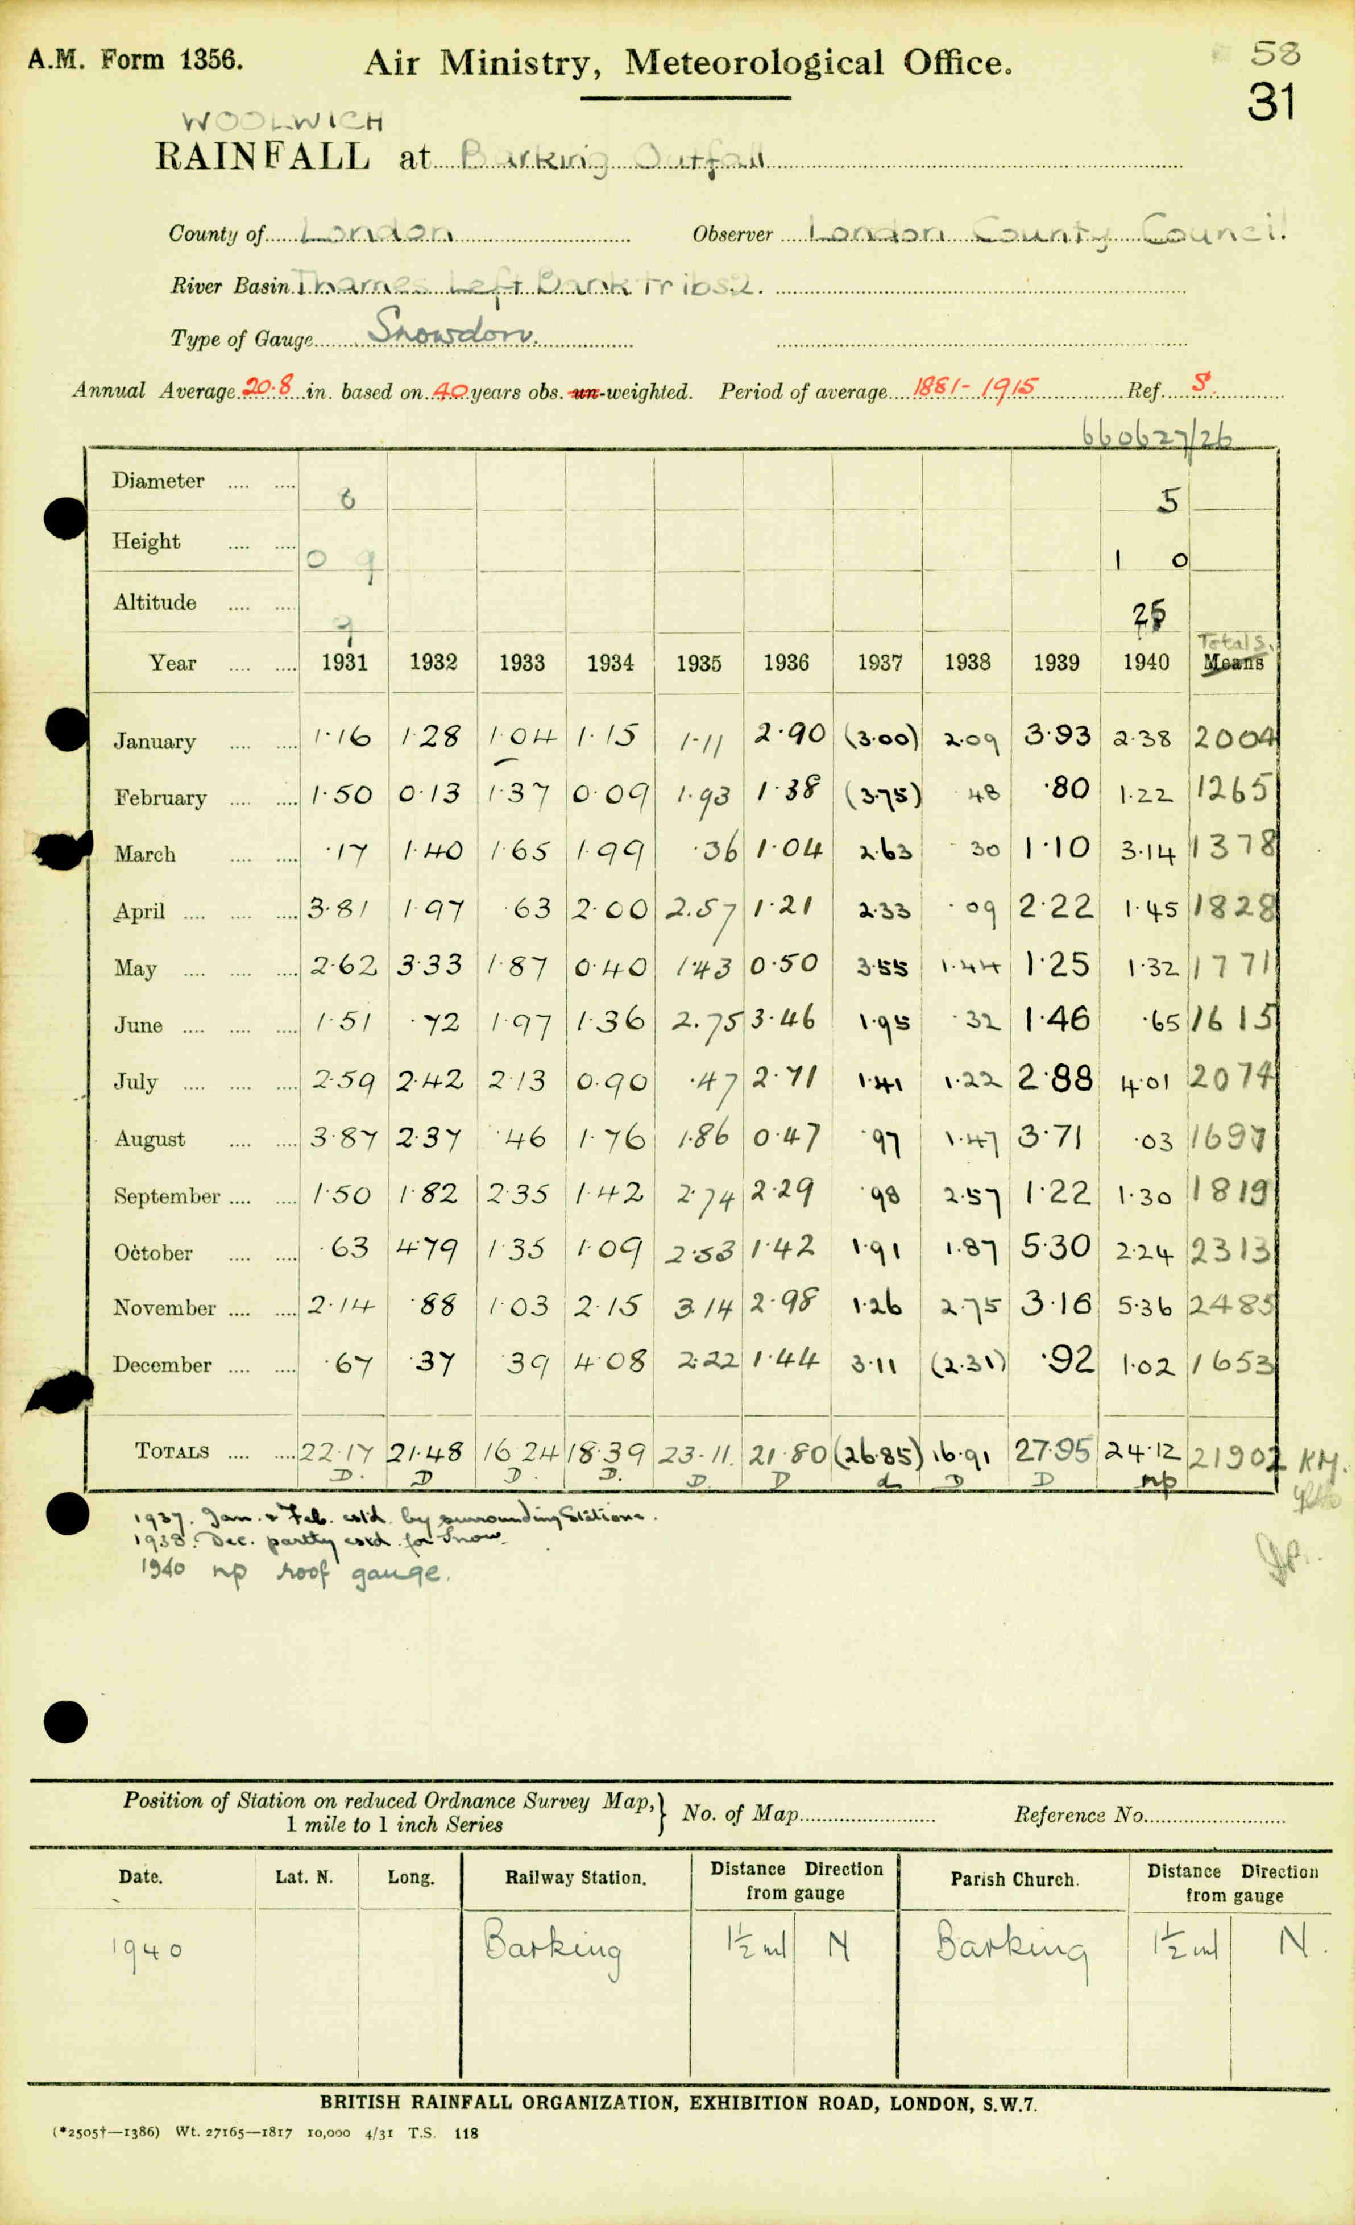 A.M. Form 1356. Air Ministry, Meteorological Office. 58
31
WOOLWICH
RAINFALL at Barking Outfall
County of London Observer London County Council
River Basin Thames Left Bank Tribs 2.
Type of Gauge Snowdon.
Annual Average 20.8 in. based on 40 years obs. un-weighted. Period of average 1881-1915 Ref. S.
660627/26
Diameter .... .... 8 5
Height .... .... 0 9 1 0
Altitude .... .... 9 25
Totals.
Year .... .... 1931 1932 1933 1934 1935 1936 1937 1938 1939 1940 Means
January .... .... 1.16 1.28 1.04 1.15 1.11 2.90 (3.00) 2.09 3.93 2.38 2004
February .... .... 1.50 0.13 1.37 0.09 1.93 1.38 (3.75) .48 .80 1.22 1265
March .... .... .17 1.40 1.65 1.99 .36 1.04 2.63 .30 1.10 3.14 1378
April .... .... .... 3.81 1.97 .63 2.00 2.57 1.21 2.33 .09 2.22 1.45 1828
May .... .... .... 2.62 3.33 1.87 0.40 1.43 0.50 3.55 1.44 1.25 1.32 1771
June .... .... .... 1.51 .72 1.97 1.36 2.75 3.46 1.95 .32 1.46 .65 1615
July .... .... .... 2.59 2.42 2.13 0.90 .47 2.71 1.41 1.22 2.88 4.01 2074
August .... .... 3.87 2.37 .46 1.76 1.86 0.47 .97 1.47 3.71 .03 1697
September .... .... 1.50 1.82 2.35 1.42 2.74 2.29 .98 2.57 1.22 1.30 1819
October .... .... .63 4.79 1.35 1.09 2.53 1.42 1.91 1.87 5.30 2.24 2313
November .... .... 2.14 .88 1.03 2.15 3.14 2.98 1.26 2.75 3.16 5.36 2485
December .... .... .67 .37 .39 4.08 2.22 1.44 3.11 (2.31) .92 1.02 1653
TOTALS .... .... 22.17 21.48 16.24 18.39 23.11. 21.80 (26.85) 16.91 27.95 24.12 21902 KM.
D. D D. D. D. D d D D np
1937. Jan. & Feb. estd. by surrounding Stations.
1938. Dec. partly estd. for Snow.
1940 np roof gauge.
Position of Station on reduced Ordnance Survey Map, 1 mile to 1 inch Series } No. of Map Reference No.
Date. Lat. N. Long. Railway Station. Distance Direction from gauge Parish Church. Distance Direction from gauge
1940 Barking 1½ ml N Barking 1½ ml N.
BRITISH RAINFALL ORGANIZATION, EXHIBITION ROAD, LONDON, S.W.7.
(*2505†—1386) Wt. 27165—1817 10,000 4/31 T.S. 118